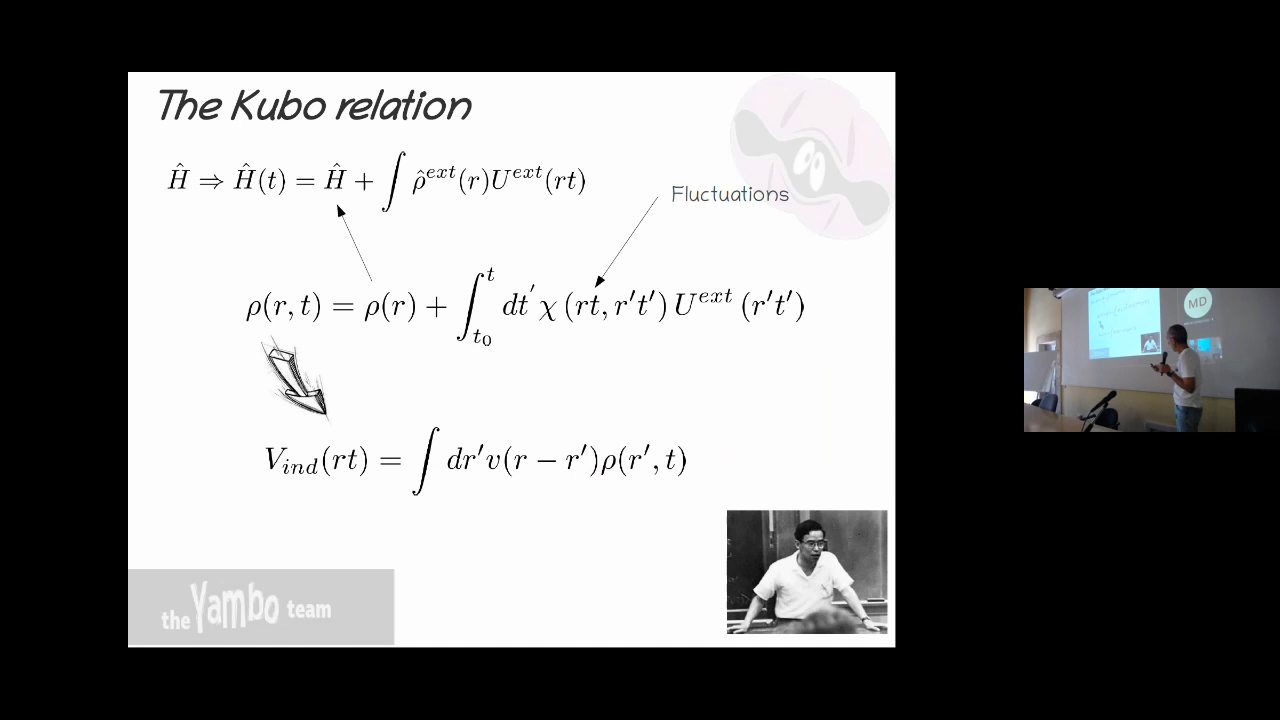 The Kubo relation
Ĥ ⇒ Ĥ(t) = Ĥ + ∫ ρ̂^{ext}(r)U^{ext}(rt)
Fluctuations
ρ(r, t) = ρ(r) + ∫_{t_0}^{t} dt′ χ (rt, r′t′) U^{ext} (r′t′)
V_{ind}(rt) = ∫ dr′v(r − r′)ρ(r′, t)
the Yambo team
MD